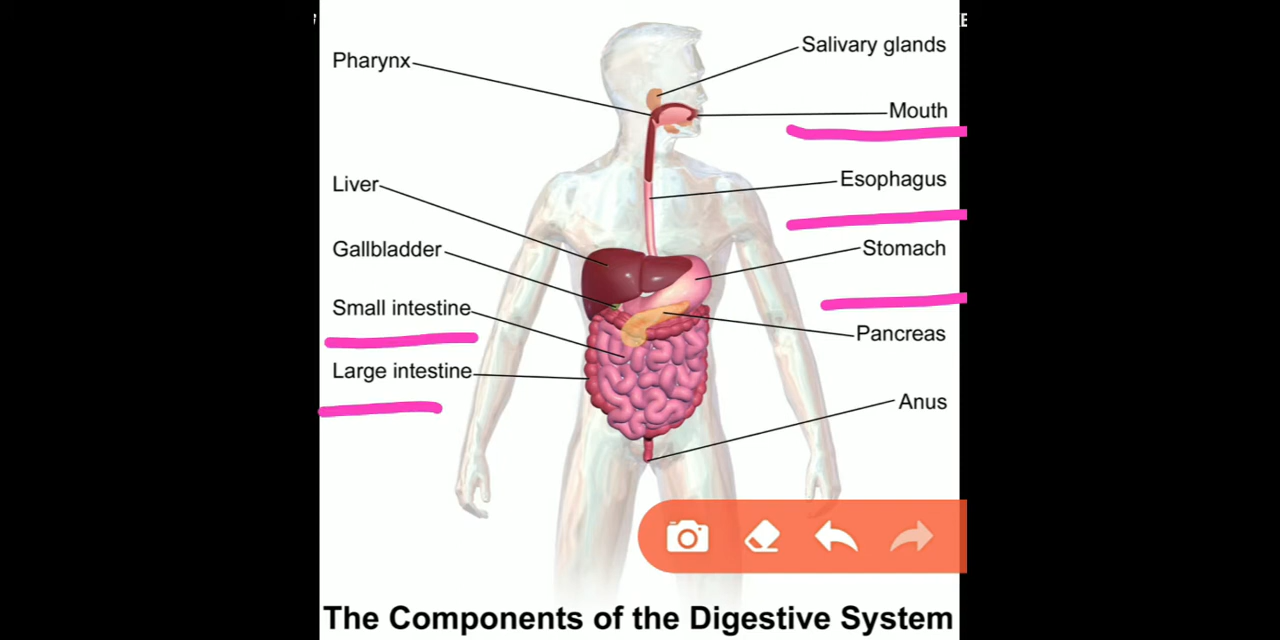 Pharynx
Salivary glands
Mouth
Liver
Esophagus
Gallbladder
Stomach
Small intestine
Pancreas
Large intestine
Anus
The Components of the Digestive System